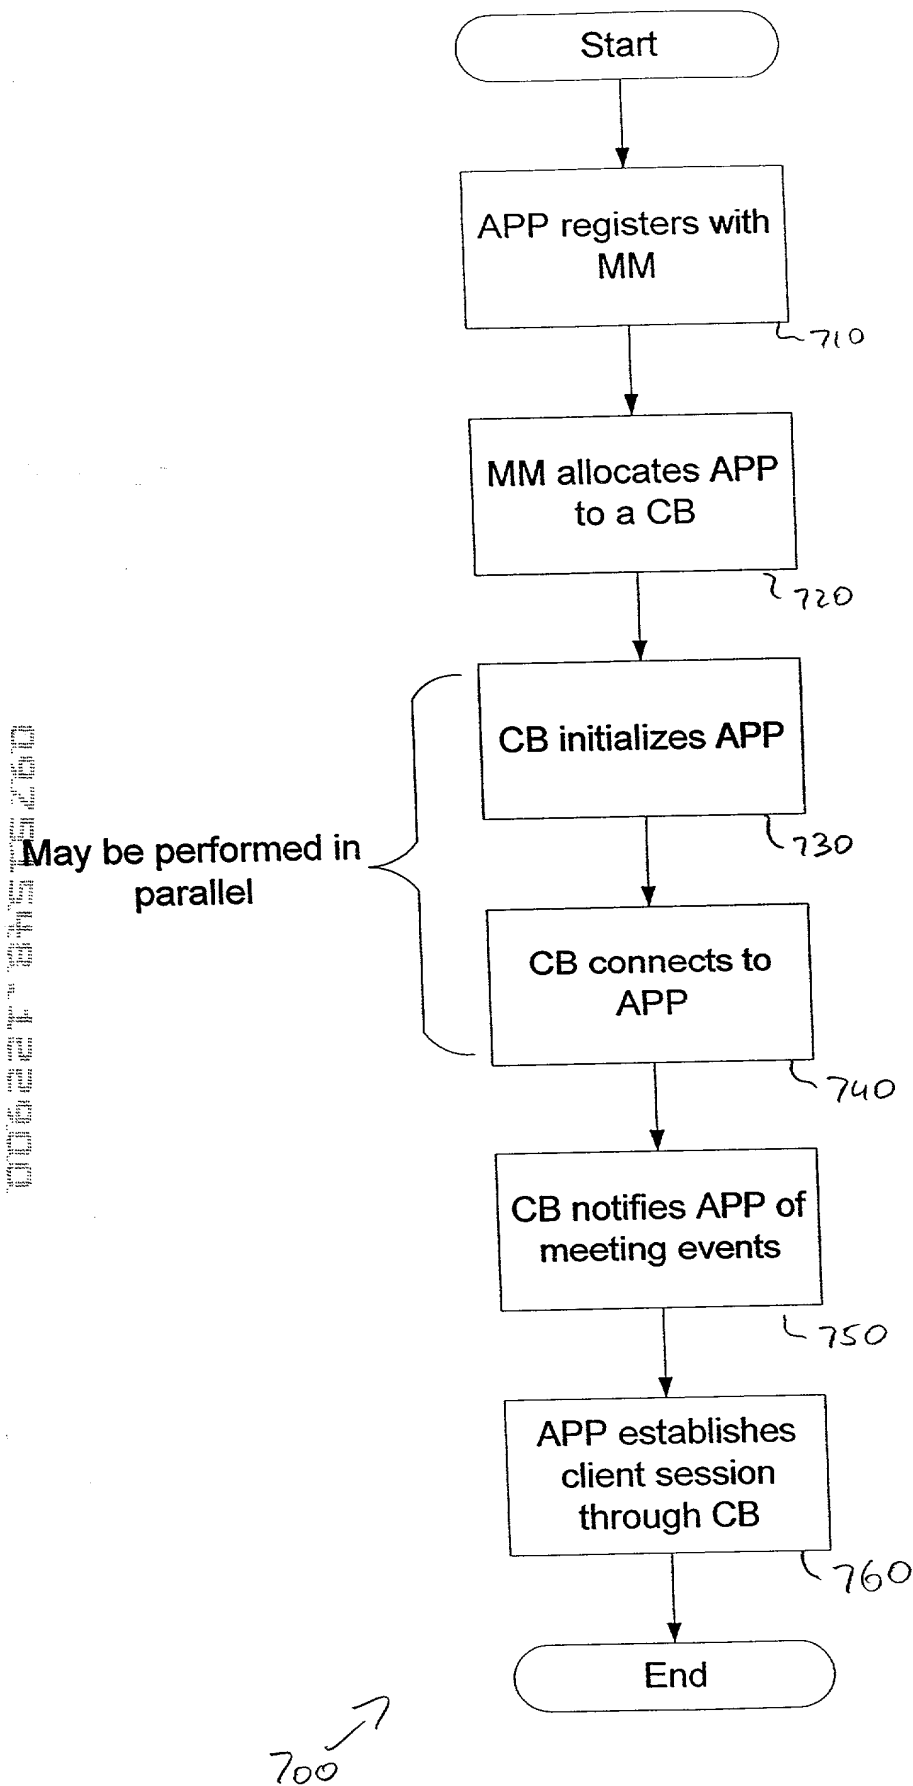 Start
APP registers with
MM
710
MM allocates APP
to a CB
720
CB initializes APP
730
May be performed in
parallel
CB connects to
APP
740
CB notifies APP of
meeting events
750
APP establishes
client session
through CB
760
End
700